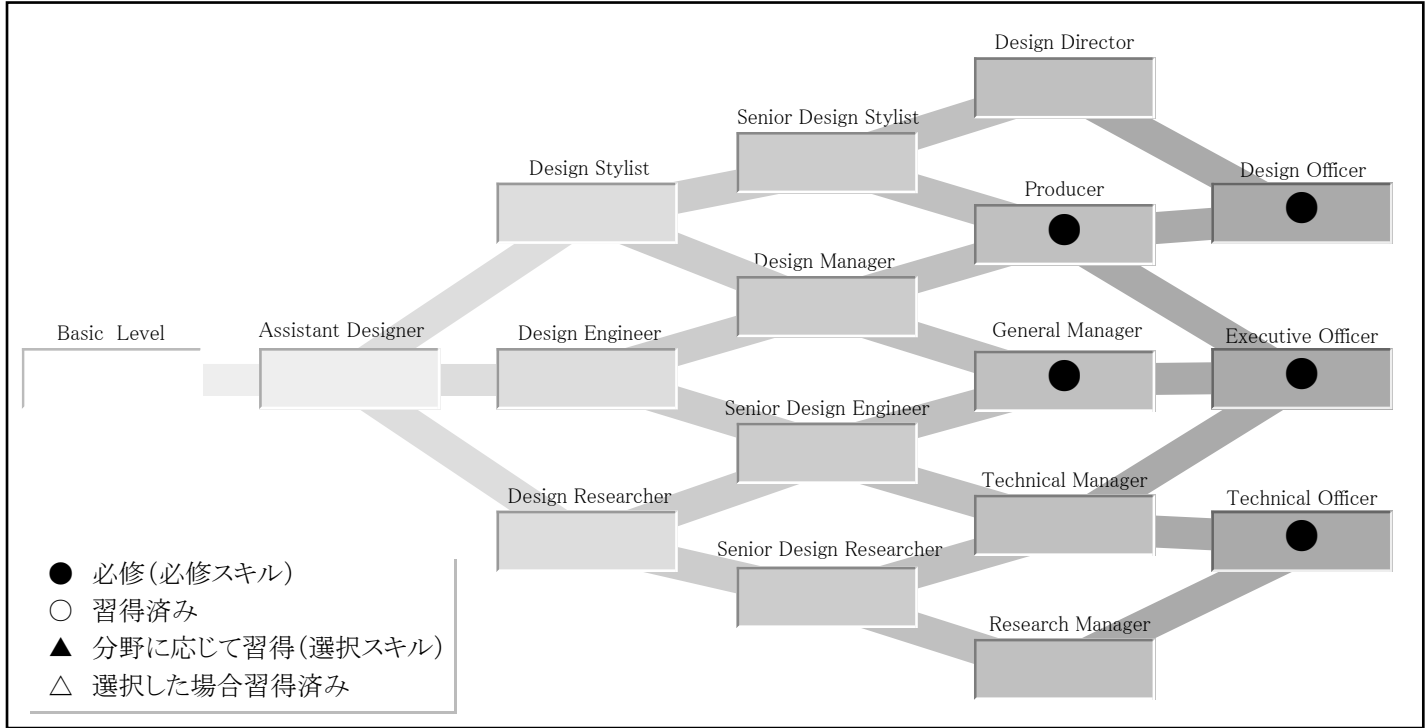 Design Director
Senior Design Stylist
Design Stylist
Design Officer
Producer
●
●
Design Manager
Basic Level
Assistant Designer
Design Engineer
General Manager
Executive Officer
●
●
Senior Design Engineer
Technical Manager
Design Researcher
Technical Officer
●
Senior Design Researcher
Research Manager
● 必修(必修スキル)
○ 習得済み
▲ 分野に応じて習得(選択スキル)
△ 選択した場合習得済み